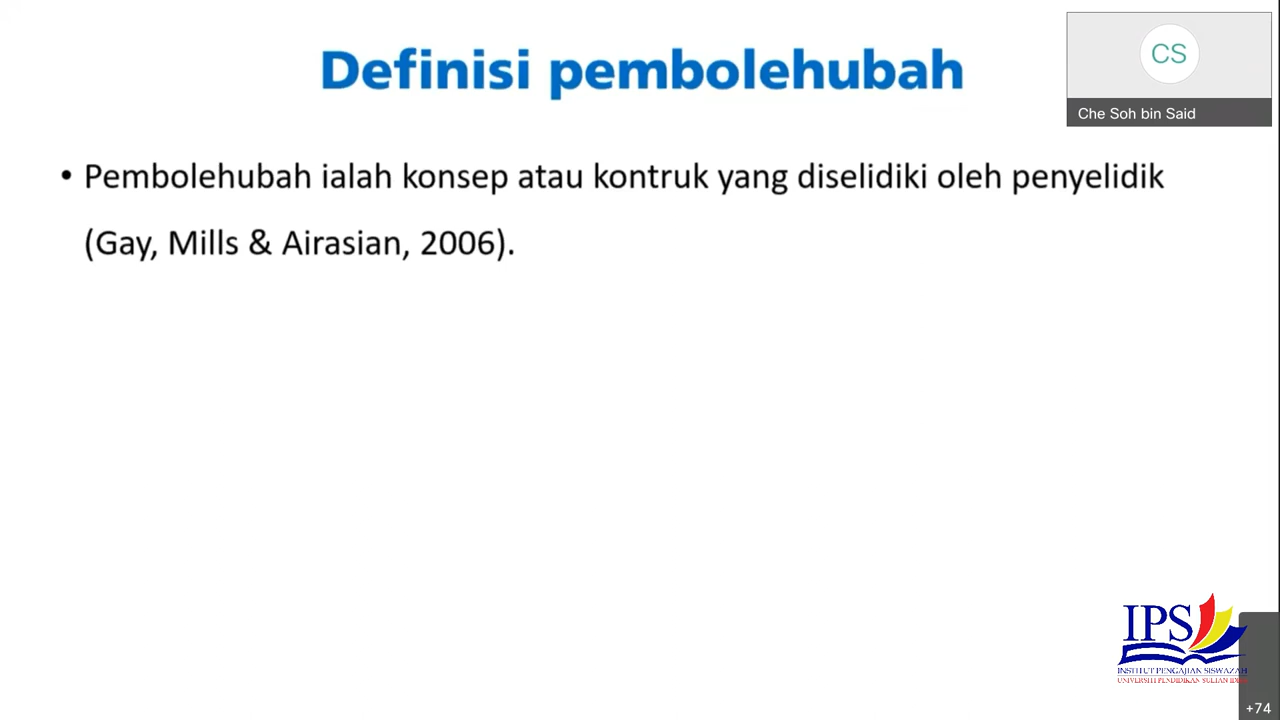 Definisi pembolehubah
CS
Che Soh bin Said
• Pembolehubah ialah konsep atau kontruk yang diselidiki oleh penyelidik
(Gay, Mills & Airasian, 2006).
IPS
INSTITUT PENGAJIAN SISWAZAH
UNIVERSITI PENDIDIKAN SULTAN IDRIS
+74